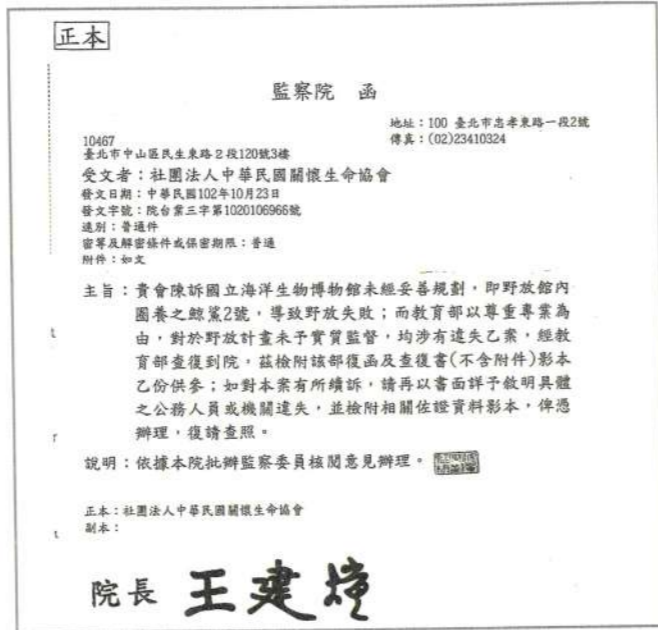 正本
監察院　函
地址：100 臺北市忠孝東路一段2號
傳真：(02)23410324
10467
臺北市中山區民生東路2段120號3樓
受文者：社團法人中華民國關懷生命協會
發文日期：中華民國102年10月23日
發文字號：院台業三字第1020106966號
速別：普通件
密等及解密條件或保密期限：普通
附件：如文
主旨：貴會陳訴國立海洋生物博物館未經妥善規劃，即野放館內
圈養之鯨鯊2號，導致野放失敗；而教育部以尊重專業為
由，對於野放計畫未予實質監督，均涉有違失乙案，經教
育部查復到院，茲檢附該部復函及查復書(不含附件)影本
乙份供參；如對本案有所續訴，請再以書面詳予敘明具體
之公務人員或機關違失，並檢附相關佐證資料影本，俾憑
辦理，復請查照。
說明：依據本院批辦監察委員核閱意見辦理。
正本：社團法人中華民國關懷生命協會
副本：
院長 王建煊